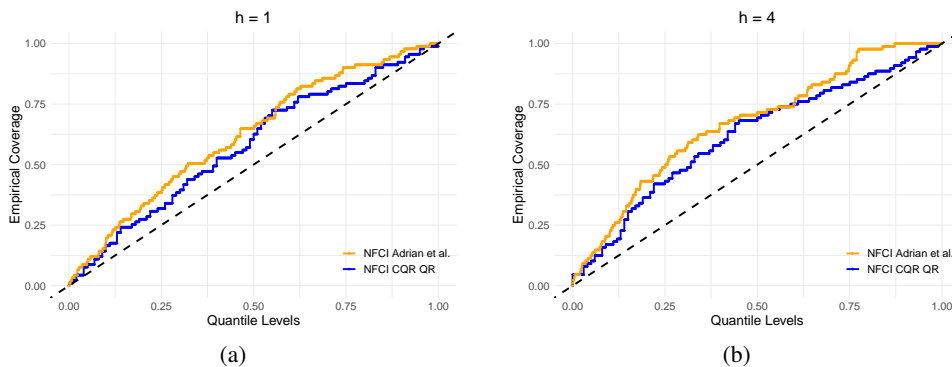 h = 1
1.00
0.75
0.50
0.25
0.00
Empirical Coverage
NFCI Adrian et al.
NFCI CQR QR
0.00 0.25 0.50 0.75 1.00
Quantile Levels
(a)
h = 4
1.00
0.75
0.50
0.25
0.00
Empirical Coverage
NFCI Adrian et al.
NFCI CQR QR
0.00 0.25 0.50 0.75 1.00
Quantile Levels
(b)